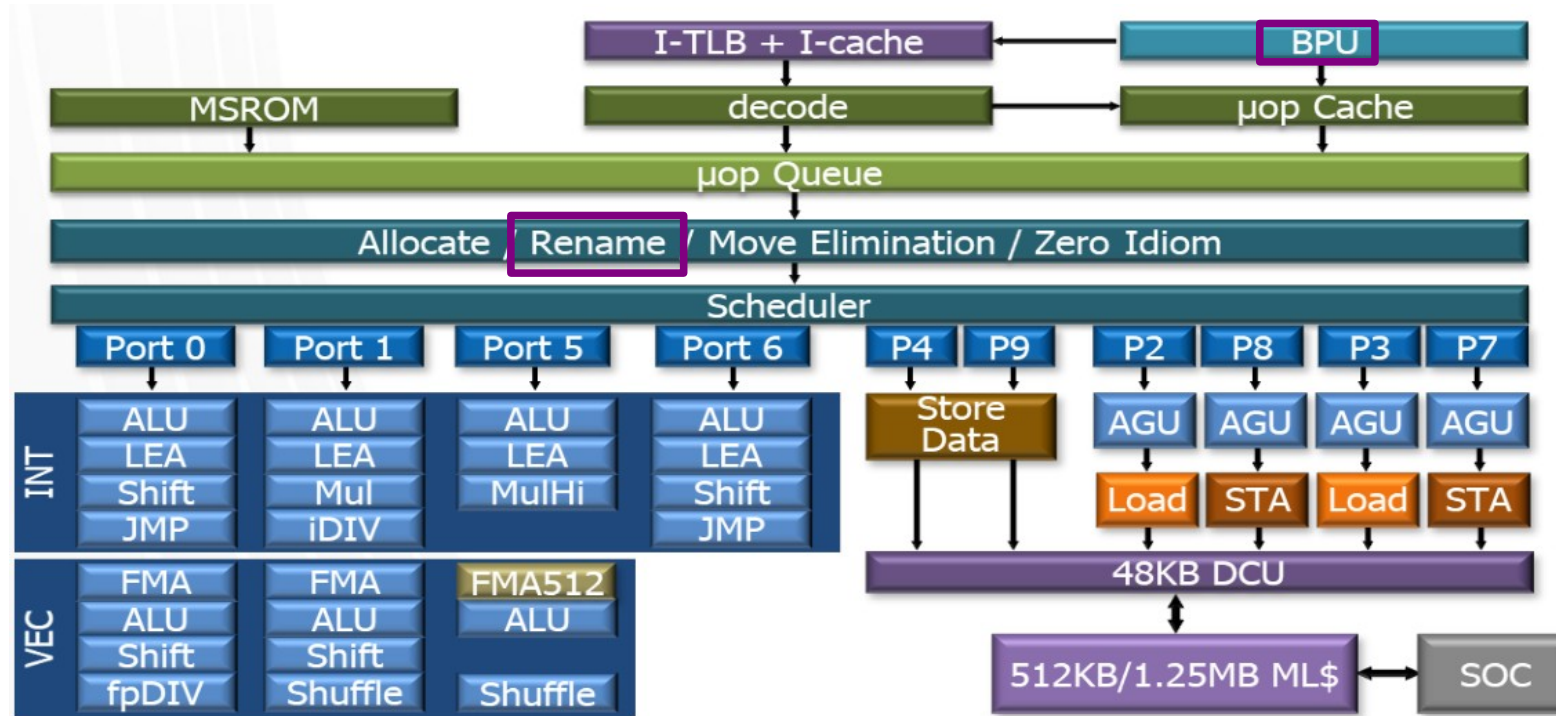 I-TLB + I-cache
BPU
MSROM
decode
μop Cache
μop Queue
Allocate / Rename / Move Elimination / Zero Idiom
Scheduler
Port 0 Port 1 Port 5 Port 6 P4 P9 P2 P8 P3 P7
INT
ALU ALU ALU ALU
LEA LEA LEA LEA
Shift Mul MulHi Shift
JMP iDIV JMP
Store
Data
AGU AGU AGU AGU
Load STA Load STA
48KB DCU
VEC
FMA FMA FMA512
ALU ALU ALU
Shift Shift
fpDIV Shuffle Shuffle
512KB/1.25MB ML$
SOC